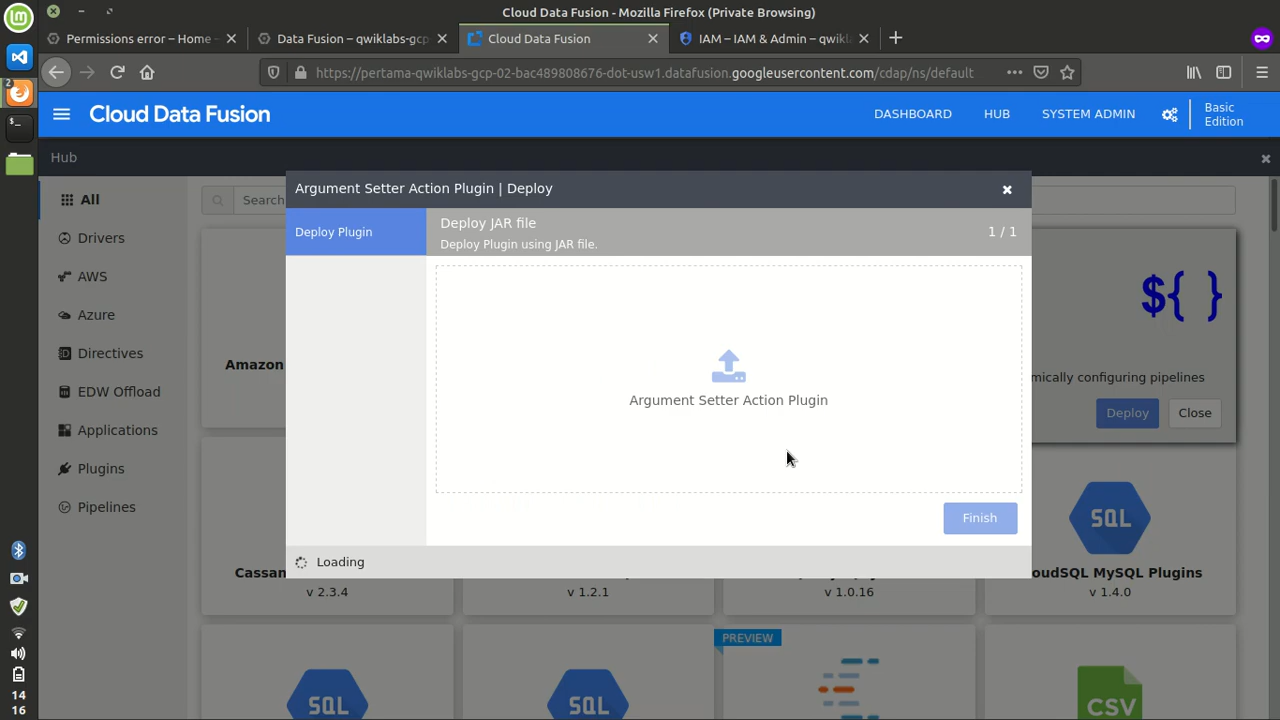 Cloud Data Fusion - Mozilla Firefox (Private Browsing)
Permissions error – Home -
Data Fusion – qwiklabs-gcp
Cloud Data Fusion
IAM – IAM & Admin – qwikl
https://pertama-qwiklabs-gcp-02-bac489808676-dot-usw1.datafusion.googleusercontent.com/cdap/ns/default
Cloud Data Fusion
DASHBOARD
HUB
SYSTEM ADMIN
Basic
Edition
Hub
All
Drivers
AWS
Azure
Directives
EDW Offload
Applications
Plugins
Pipelines
Search
Amazon
Argument Setter Action Plugin | Deploy
Deploy Plugin
Deploy JAR file
Deploy Plugin using JAR file.
1 / 1
Argument Setter Action Plugin
Finish
Loading
${ }
mically configuring pipelines
Deploy
Close
Cassan
v 2.3.4
v 1.2.1
v 1.0.16
SQL
oudSQL MySQL Plugins
v 1.4.0
SQL
SQL
PREVIEW
CSV
2
14
16